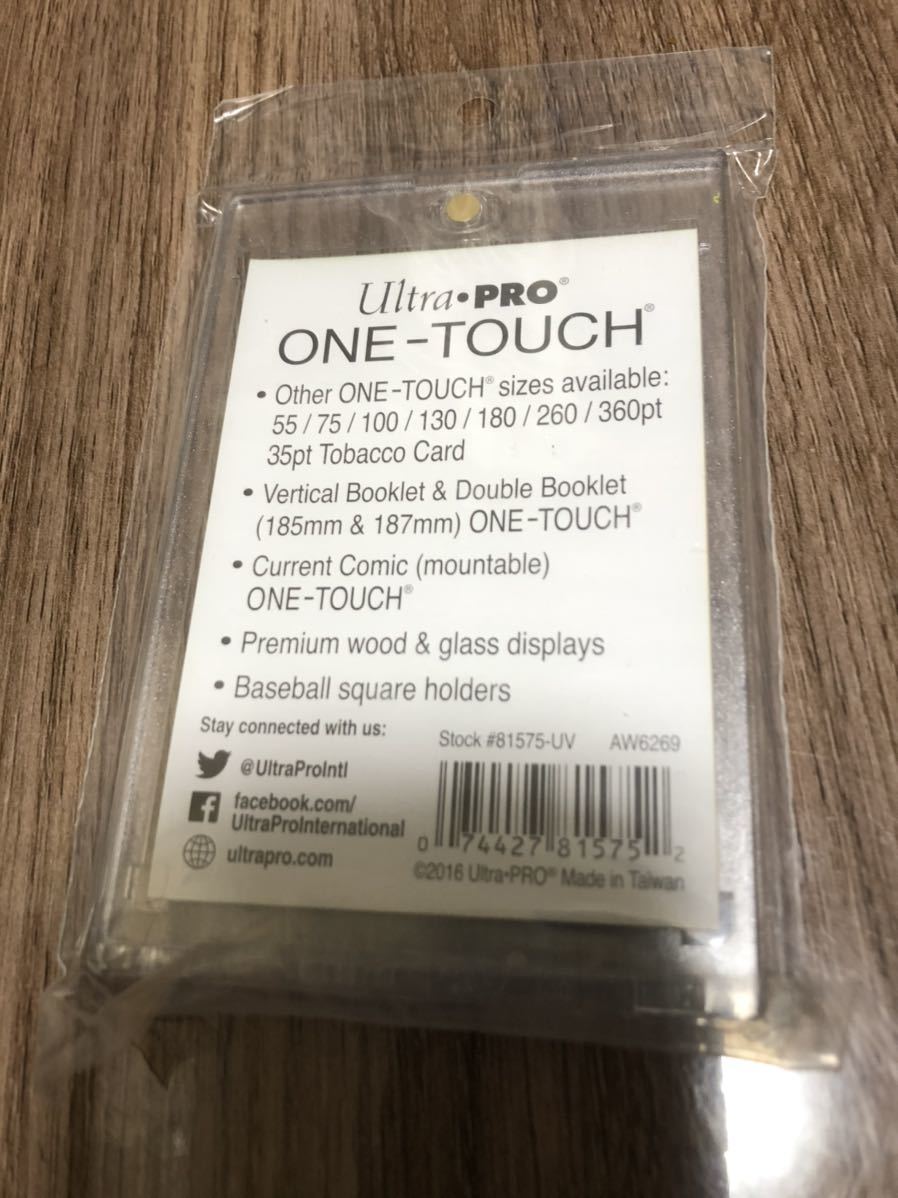 Ultra•PRO®
ONE-TOUCH®
• Other ONE-TOUCH® sizes available:
55 / 75 / 100 / 130 / 180 / 260 / 360pt
35pt Tobacco Card
• Vertical Booklet & Double Booklet
(185mm & 187mm) ONE-TOUCH®
• Current Comic (mountable)
ONE-TOUCH®
• Premium wood & glass displays
• Baseball square holders
Stay connected with us:
@UltraProIntl
facebook.com/
UltraProInternational
ultrapro.com
Stock #81575-UV AW6269
0 74427 81575 2
©2016 Ultra•PRO® Made in Taiwan